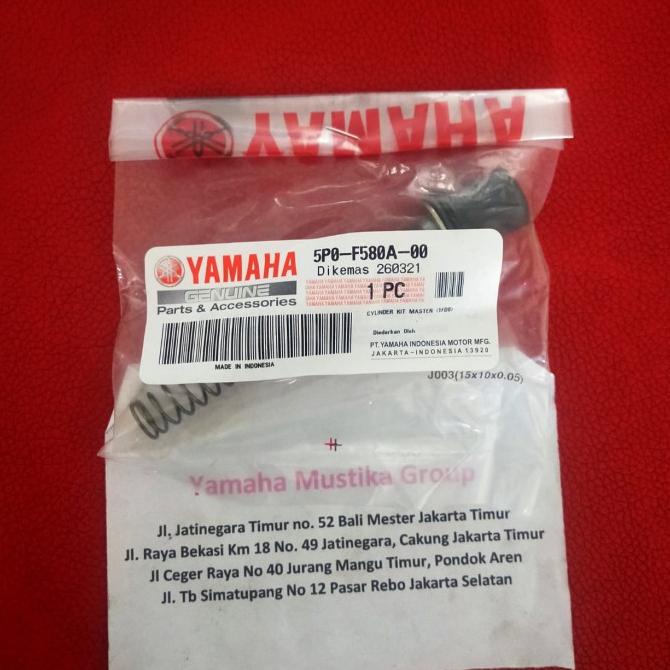 YAMAHA
YAMAHA
GENUINE
Parts & Accessories
5P0-F580A-00
Dikemas 260321
1 PC
CYLINDER KIT MASTER
Diedarkan Oleh
PT.YAMAHA INDONESIA MOTOR MFG.
JAKARTA-INDONESIA 13920
MADE IN INDONESIA
J003(15x10x0.05)
Yamaha Mustika Group
Jl, Jatinegara Timur no. 52 Bali Mester Jakarta Timur
Jl. Raya Bekasi Km 18 No. 49 Jatinegara, Cakung Jakarta Timur
Jl Ceger Raya No 40 Jurang Mangu Timur, Pondok Aren
Jl. Tb Simatupang No 12 Pasar Rebo Jakarta Selatan